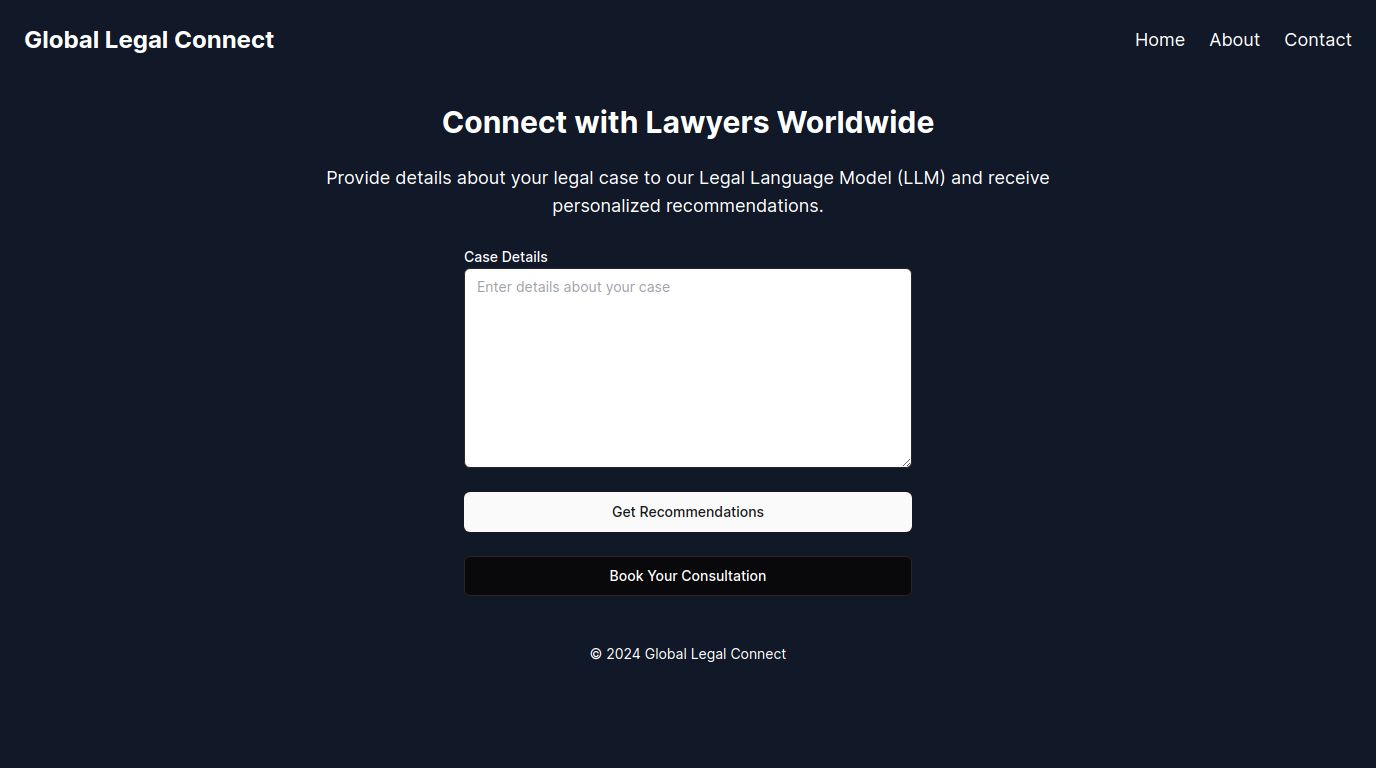 Global Legal Connect
Home About Contact
Connect with Lawyers Worldwide
Provide details about your legal case to our Legal Language Model (LLM) and receive
personalized recommendations.
Case Details
Enter details about your case
Get Recommendations
Book Your Consultation
© 2024 Global Legal Connect